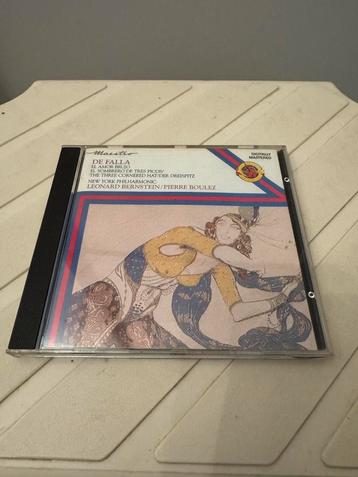 Maestro
DE FALLA
EL AMOR BRUJO
EL SOMBRERO DE TRES PICOS/
THE THREE CORNERED HAT/DER DREISPITZ
NEW YORK PHILHARMONIC
LEONARD BERNSTEIN/PIERRE BOULEZ
DIGITALLY
MASTERED